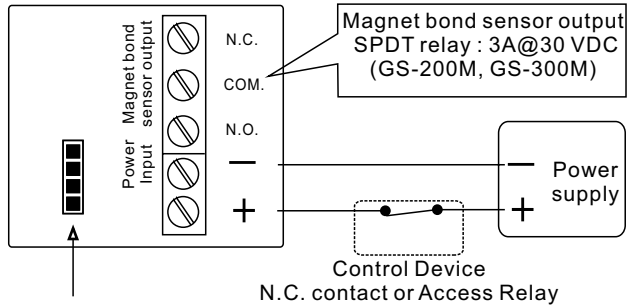 Magnet bond
sensor output
Power
Input
N.C.
COM.
N.O.
−
+
Magnet bond sensor output
SPDT relay : 3A@30 VDC
(GS-200M, GS-300M)
− Power
supply
+
Control Device
N.C. contact or Access Relay